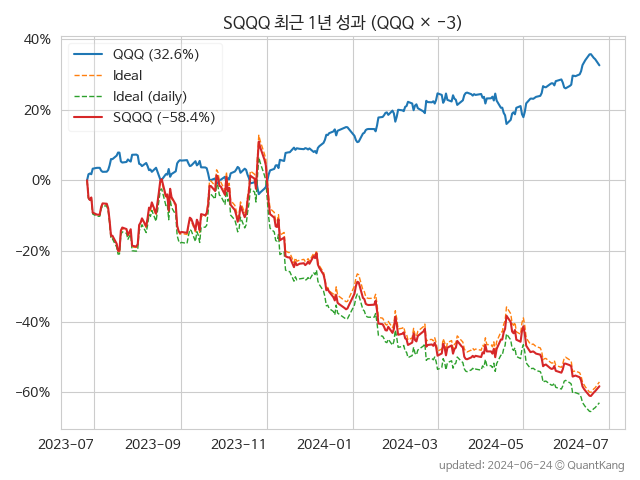 SQQQ 최근 1년 성과 (QQQ × −3)
40%
20%
0%
−20%
−40%
−60%
QQQ (32.6%)
Ideal
Ideal (daily)
SQQQ (−58.4%)
2023-07
2023-09
2023-11
2024-01
2024-03
2024-05
2024-07
updated: 2024-06-24 © QuantKang